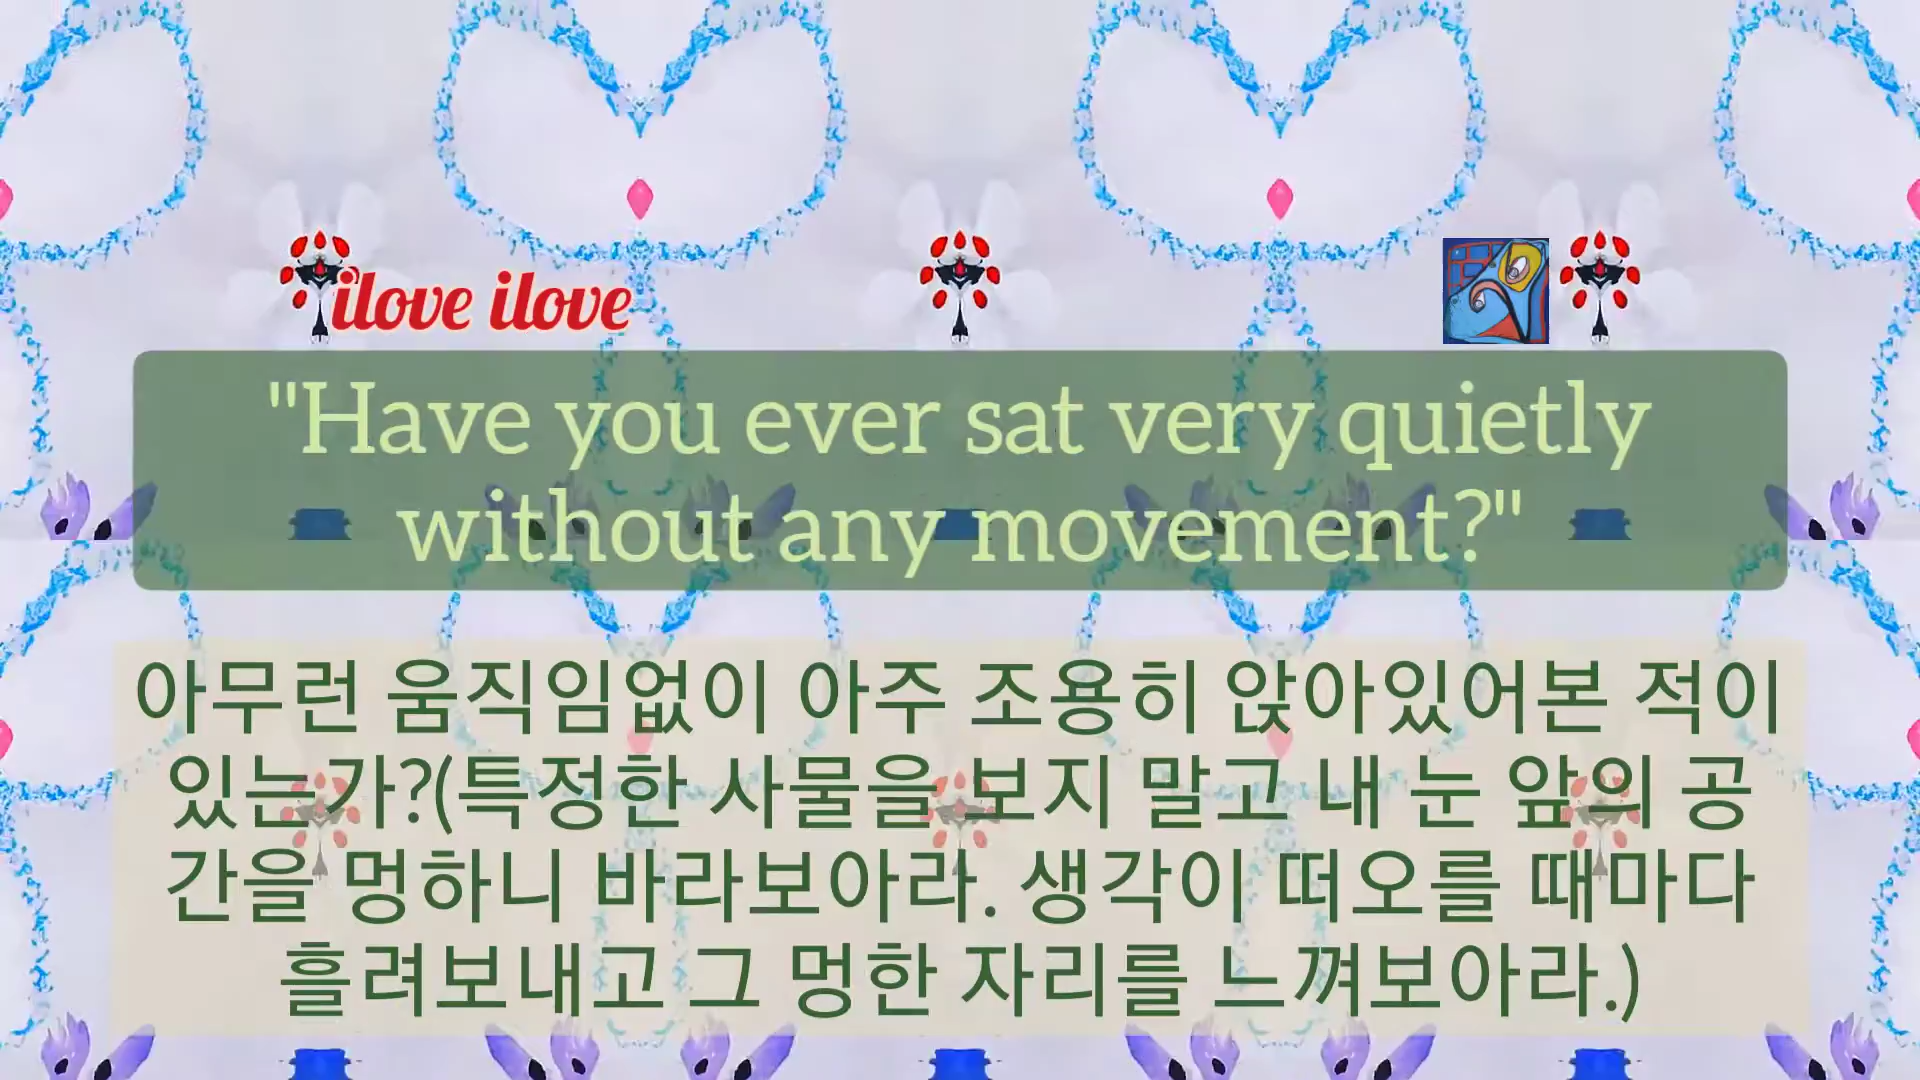 ilove ilove
"Have you ever sat very quietly
without any movement?"
아무런 움직임없이 아주 조용히 앉아있어본 적이
있는가?(특정한 사물을 보지 말고 내 눈 앞의 공
간을 멍하니 바라보아라. 생각이 떠오를 때마다
흘려보내고 그 멍한 자리를 느껴보아라.)